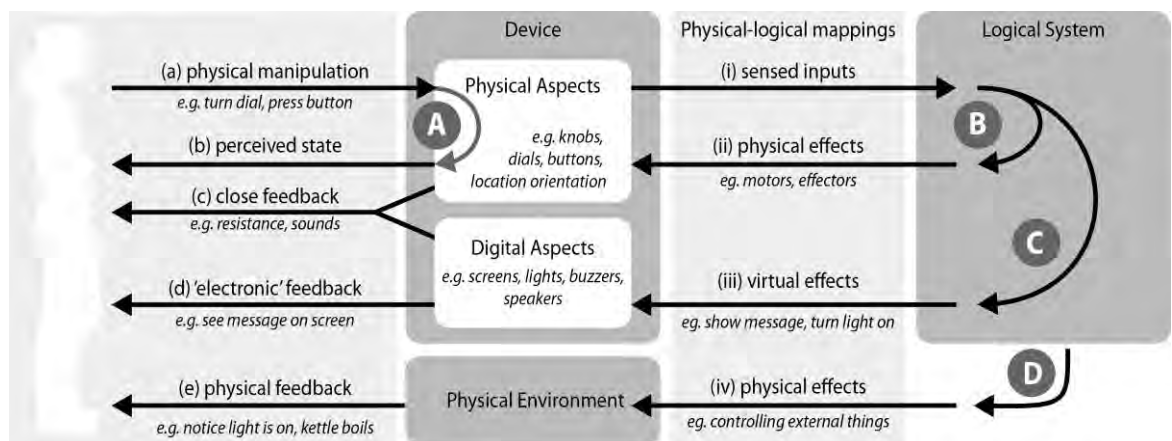 Device
Physical-logical mappings
Logical System
(a) physical manipulation
e.g. turn dial, press button
Physical Aspects
e.g. knobs,
dials, buttons,
location orientation
(i) sensed inputs
A
B
(b) perceived state
(ii) physical effects
eg. motors, effectors
(c) close feedback
e.g. resistance, sounds
Digital Aspects
e.g. screens, lights, buzzers,
speakers
C
(d) 'electronic' feedback
e.g. see message on screen
(iii) virtual effects
eg. show message, turn light on
D
(e) physical feedback
e.g. notice light is on, kettle boils
Physical Environment
(iv) physical effects
eg. controlling external things